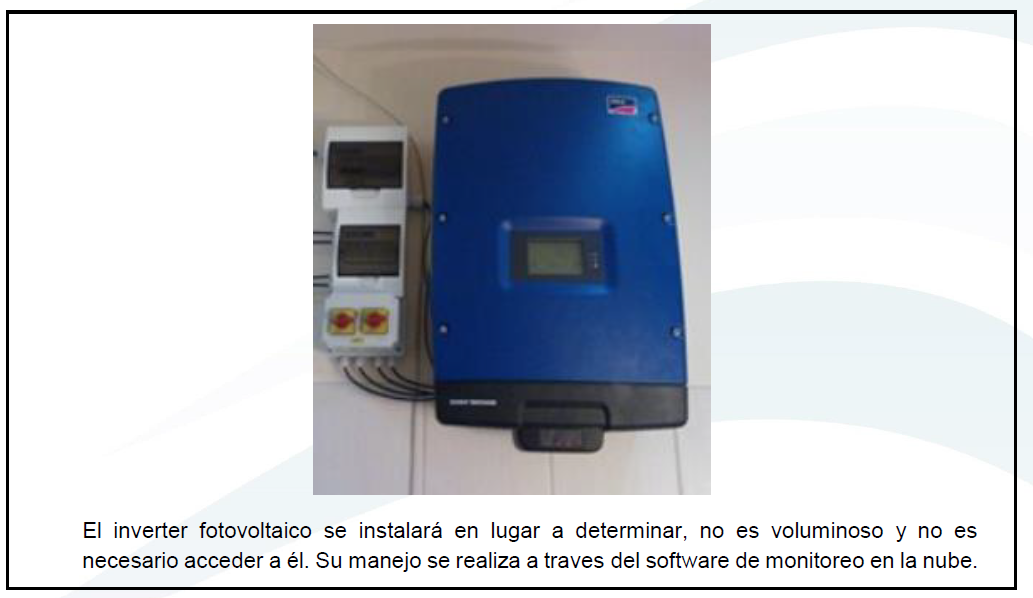 El inverter fotovoltaico se instalará en lugar a determinar, no es voluminoso y no es
necesario acceder a él. Su manejo se realiza a traves del software de monitoreo en la nube.